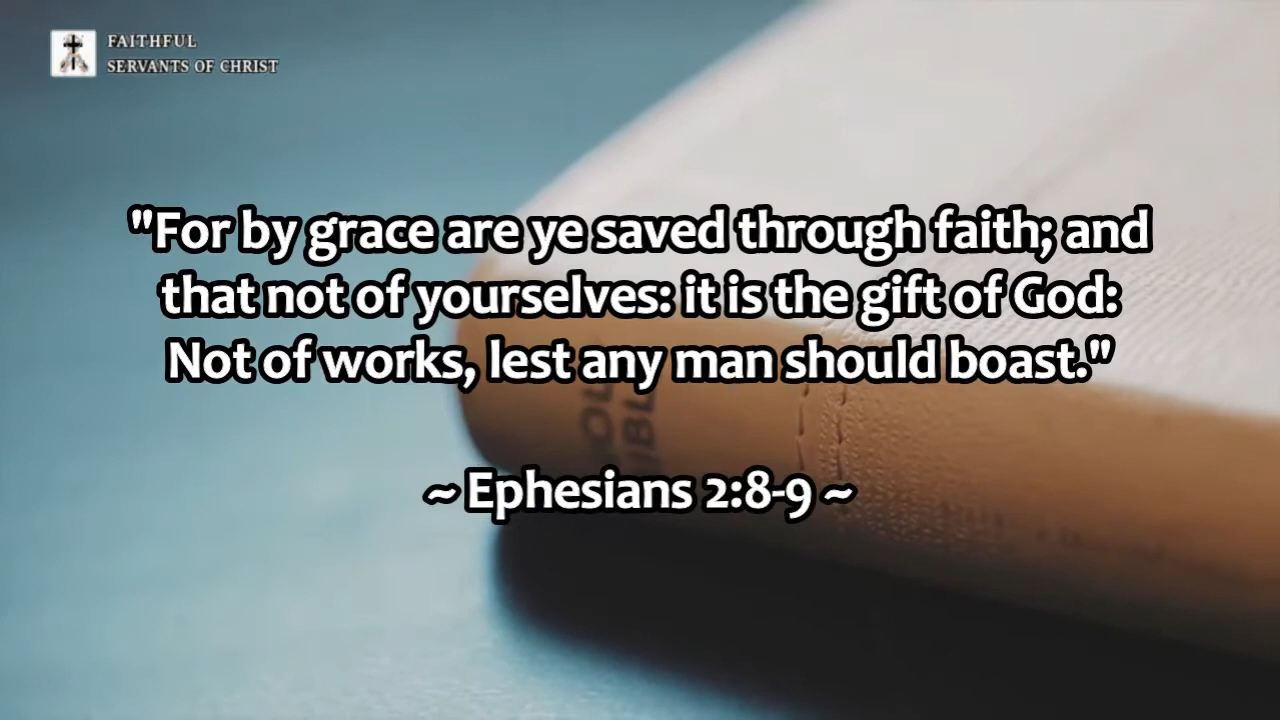 FAITHFUL
SERVANTS OF CHRIST
"For by grace are ye saved through faith; and
that not of yourselves: it is the gift of God:
Not of works, lest any man should boast."
~ Ephesians 2:8-9 ~